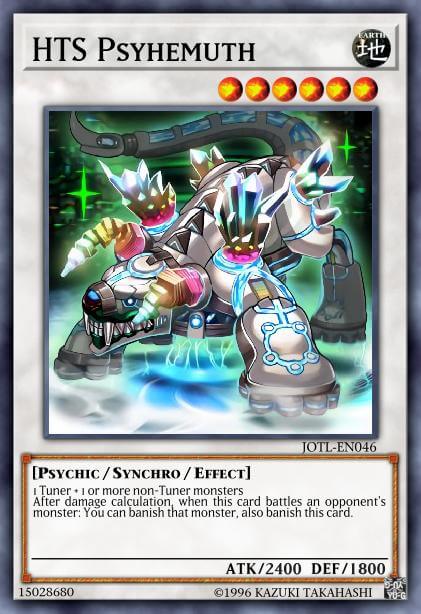 HTS Psyhemuth
EARTH
地
JOTL-EN046
[Psychic / Synchro / Effect]
1 Tuner + 1 or more non-Tuner monsters
After damage calculation, when this card battles an opponent's
monster: You can banish that monster, also banish this card.
ATK/2400 DEF/1800
15028680
©1996 KAZUKI TAKAHASHI